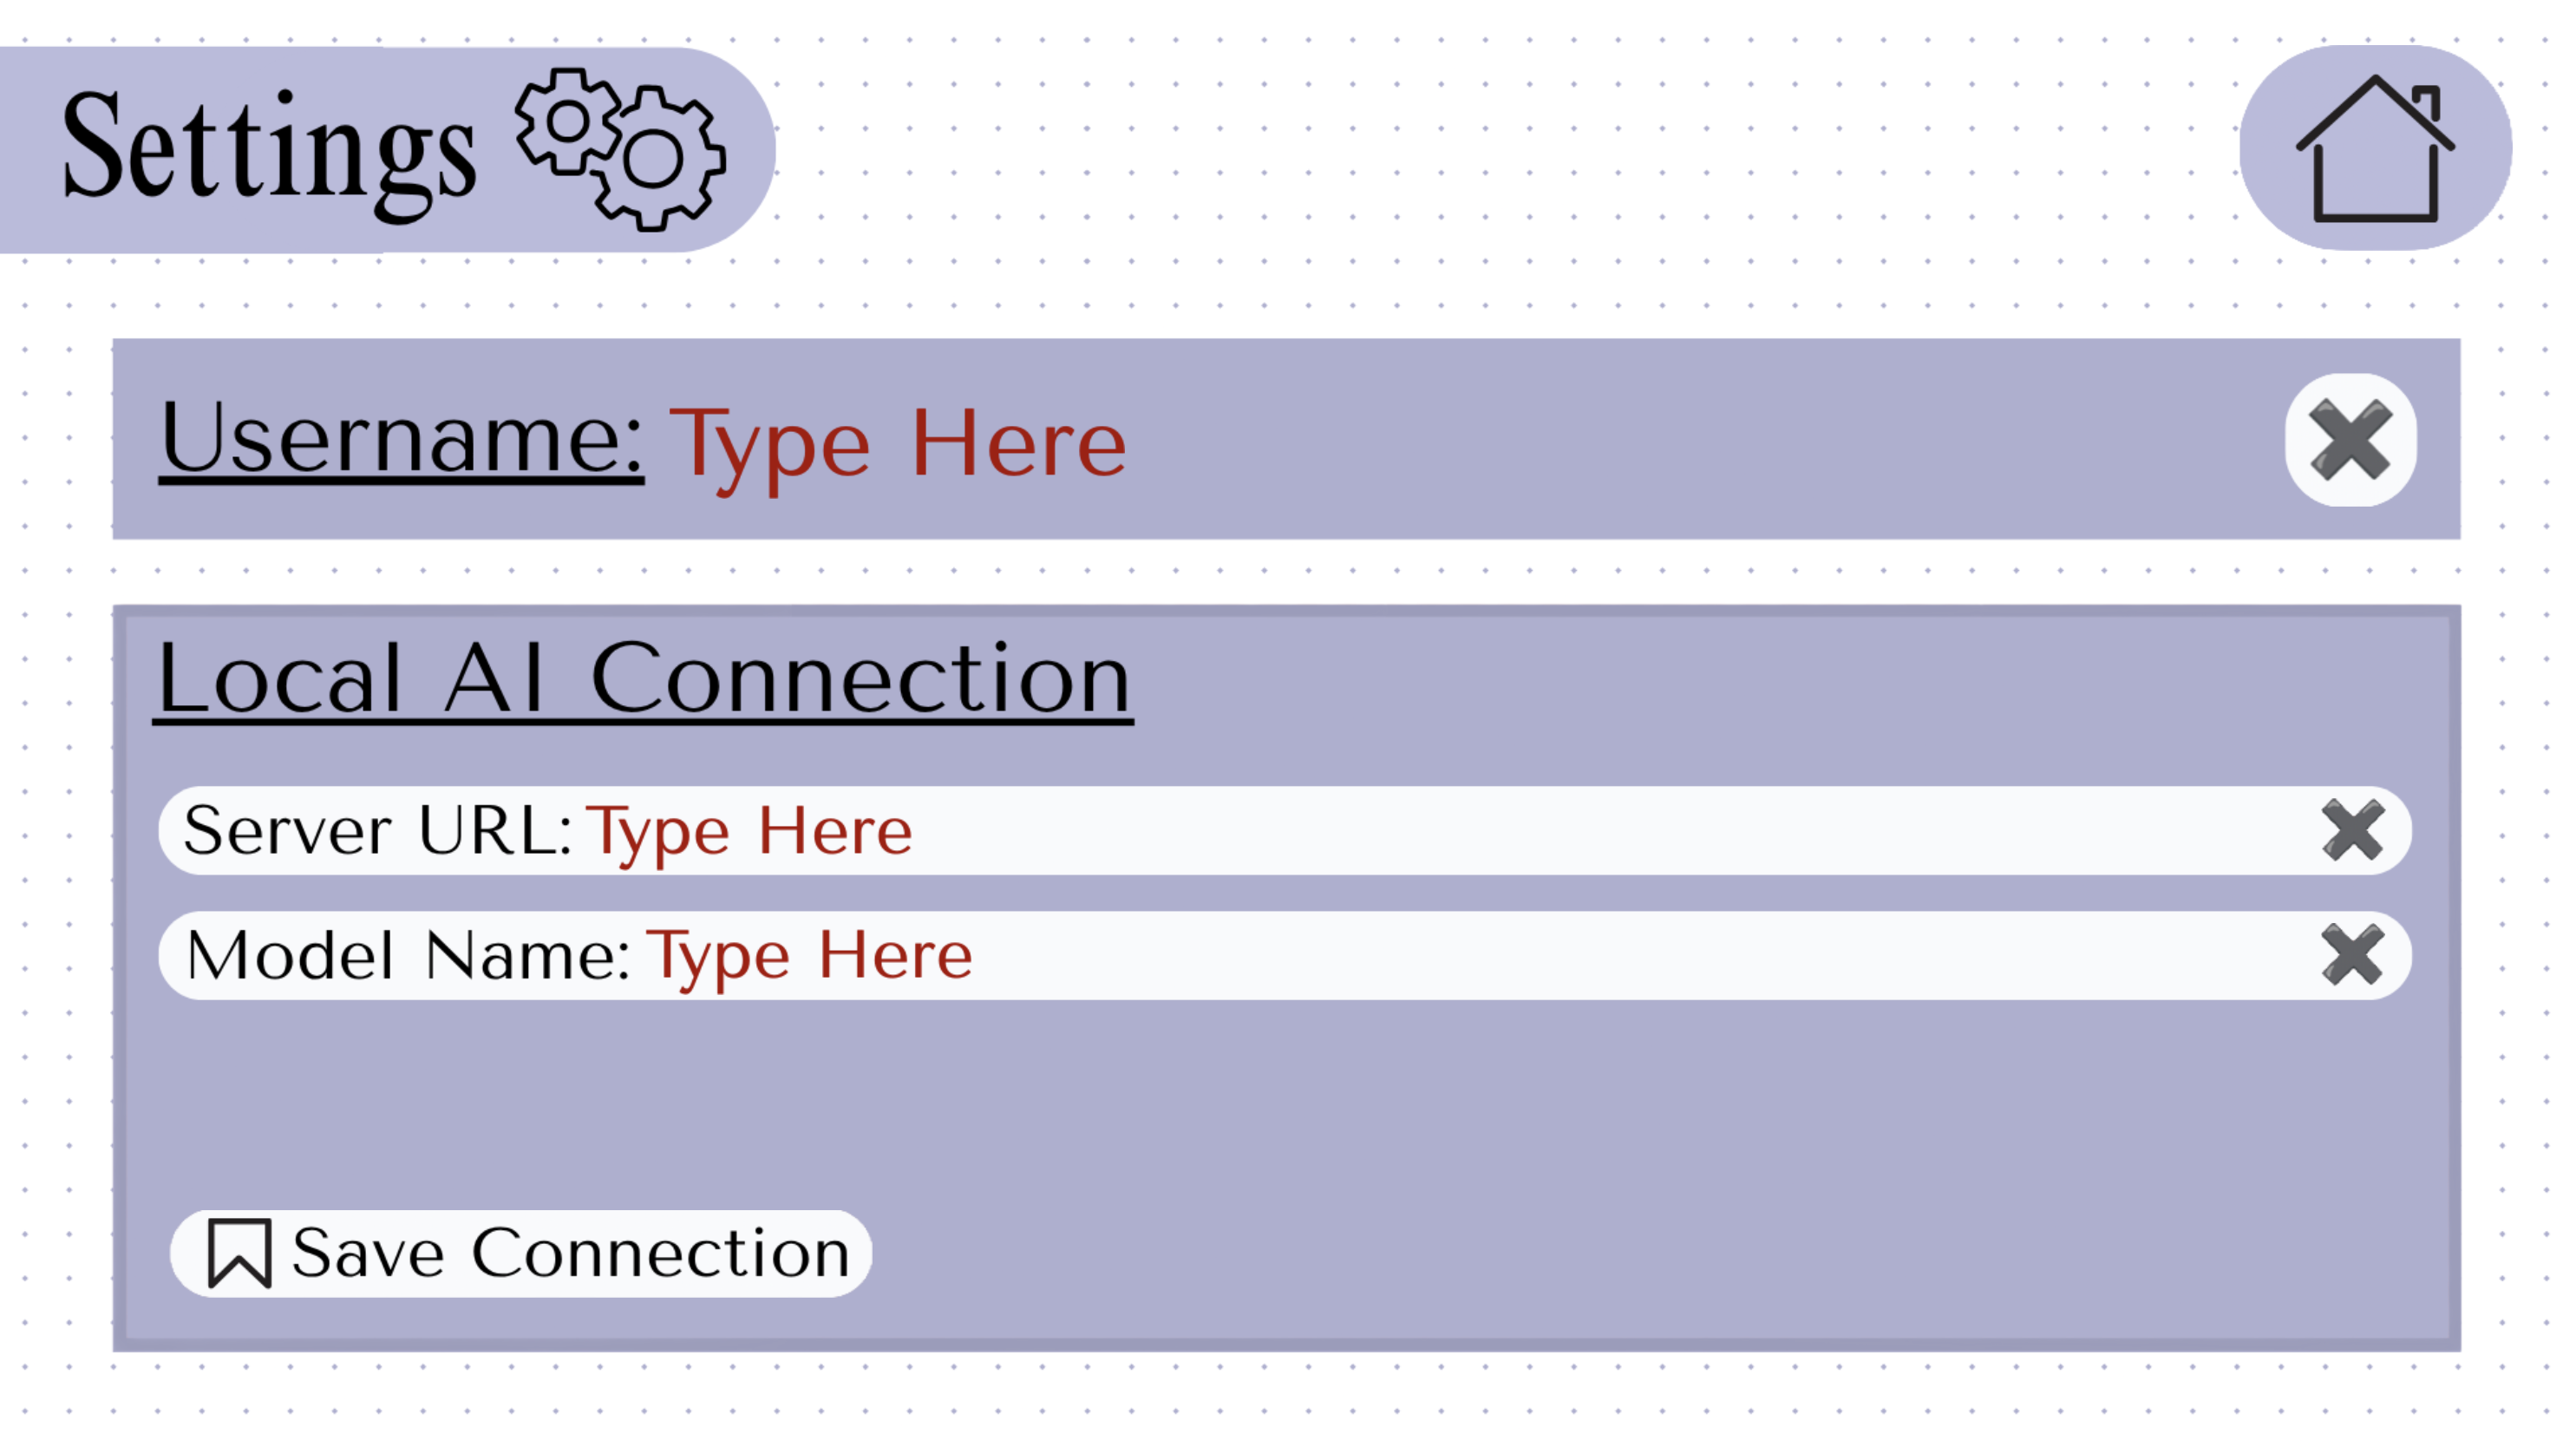 Settings
Username: Type Here
Local AI Connection
Server URL: Type Here
Model Name: Type Here
Save Connection